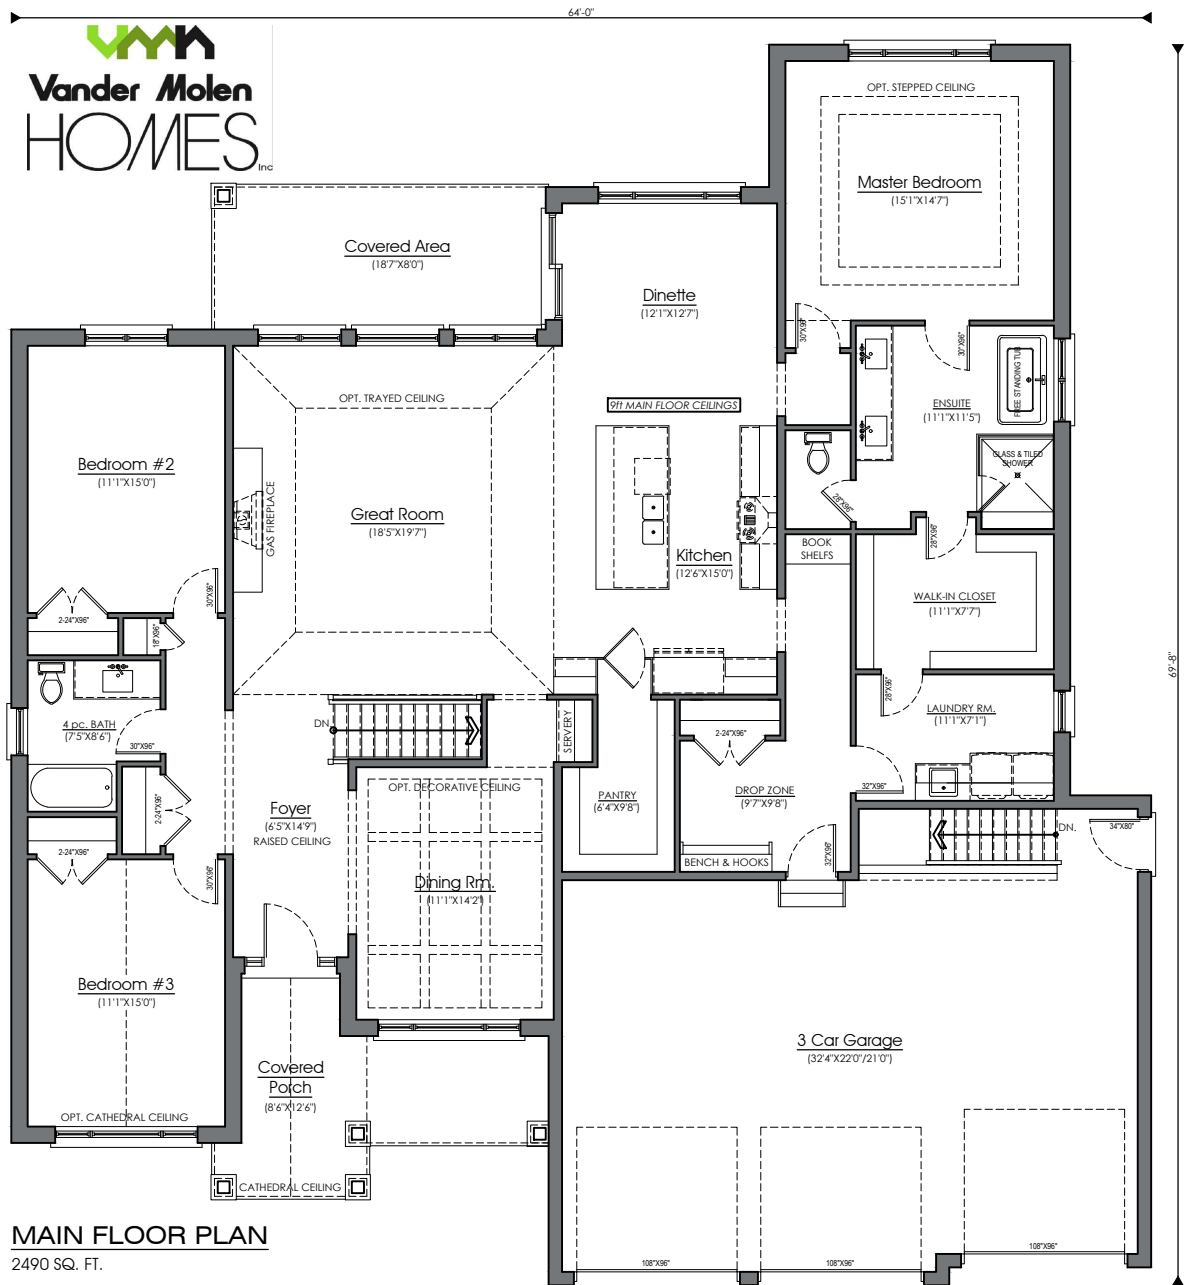 64'-0"
VMH
Vander Molen
HOMES Inc
OPT. STEPPED CEILING
Master Bedroom
(15'1"X14'7")
Covered Area
(18'7"X8'0")
Dinette
(12'1"X12'7")
30"X96"
30"X96"
FREE STANDING TUB
OPT. TRAYED CEILING
9ft MAIN FLOOR CEILINGS
ENSUITE
(11'1"X11'5")
GLASS & TILED
SHOWER
Bedroom #2
(11'1"X15'0")
GAS FIREPLACE
Great Room
(18'5"X19'7")
28"X96"
Kitchen
(12'6"X15'0")
BOOK
SHELFS
28"X96"
30"X96"
WALK-IN CLOSET
(11'1"X7'7")
2-24"X96"
18"X96"
69'-8"
28"X96"
4 pc. BATH
(7'5"X8'6")
30"X96"
DN.
SERVERY
2-24"X96"
LAUNDRY RM.
(11'1"X7'1")
32"X96"
OPT. DECORATIVE CEILING
PANTRY
(6'4"X9'8")
DROP ZONE
(9'7"X9'8")
Foyer
(6'5"X14'9")
RAISED CEILING
2-24"X96"
2-24"X96"
DN.
34"X80"
32"X96"
BENCH & HOOKS
30"X96"
Dining Rm.
(11'1"X14'2")
Bedroom #3
(11'1"X15'0")
3 Car Garage
(32'4"X22'0"/21'0")
Covered
Porch
(8'6"X12'6")
OPT. CATHEDRAL CEILING
CATHEDRAL CEILING
MAIN FLOOR PLAN
2490 SQ. FT.
108"X96"
108"X96"
108"X96"